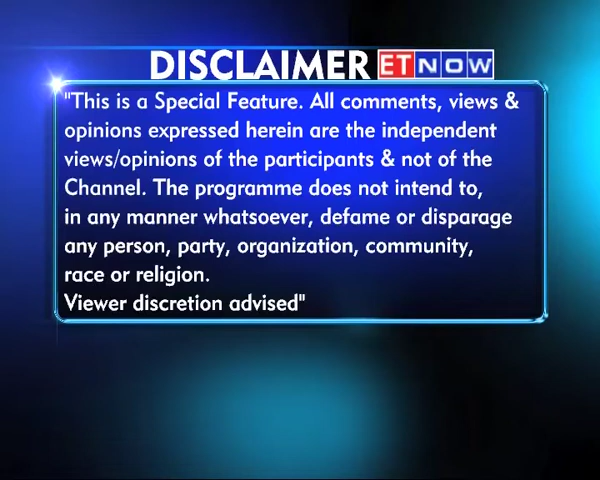 DISCLAIMER ET NOW
"This is a Special Feature. All comments, views &
opinions expressed herein are the independent
views/opinions of the participants & not of the
Channel. The programme does not intend to,
in any manner whatsoever, defame or disparage
any person, party, organization, community,
race or religion.
Viewer discretion advised"